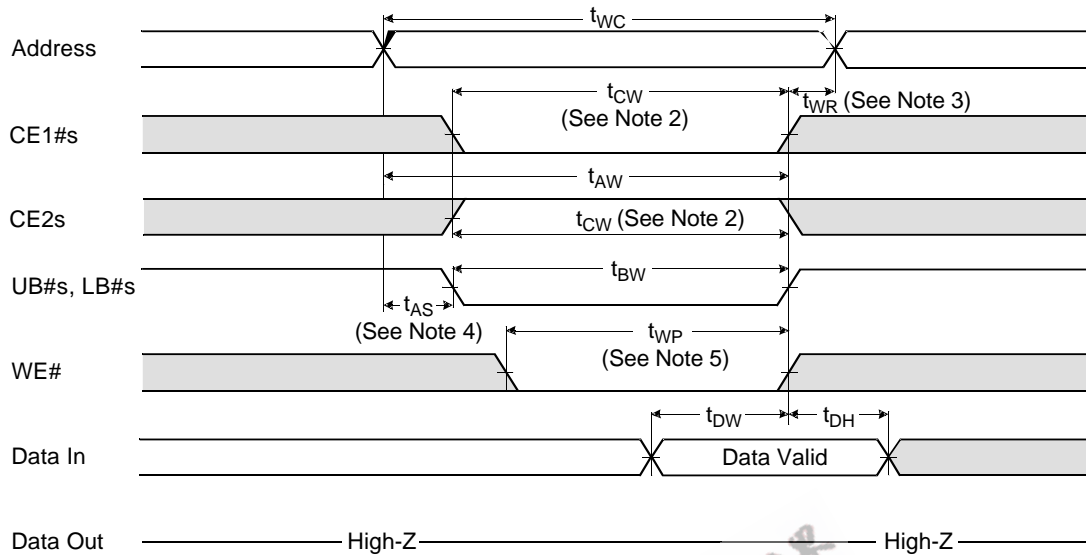 tWC
Address
tCW
(See Note 2)
tWR (See Note 3)
CE1#s
tAW
CE2s
tCW (See Note 2)
tBW
UB#s, LB#s
tAS
(See Note 4)
tWP
(See Note 5)
WE#
tDW
tDH
Data In
Data Valid
Data Out
High-Z
High-Z